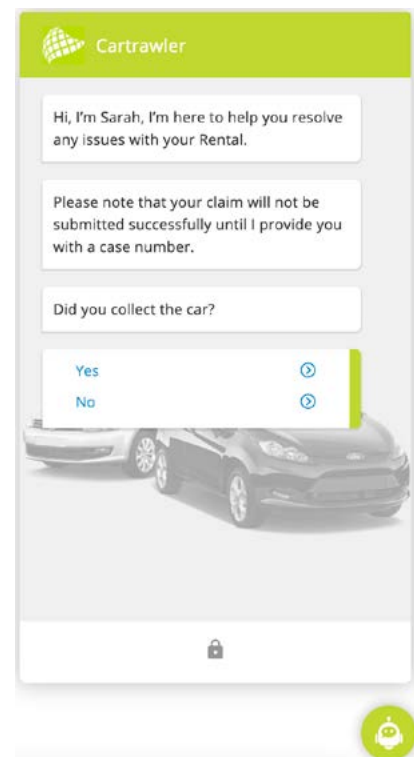 Cartrawler
Hi, I'm Sarah, I'm here to help you resolve
any issues with your Rental.
Please note that your claim will not be
submitted successfully until I provide you
with a case number.
Did you collect the car?
Yes
No